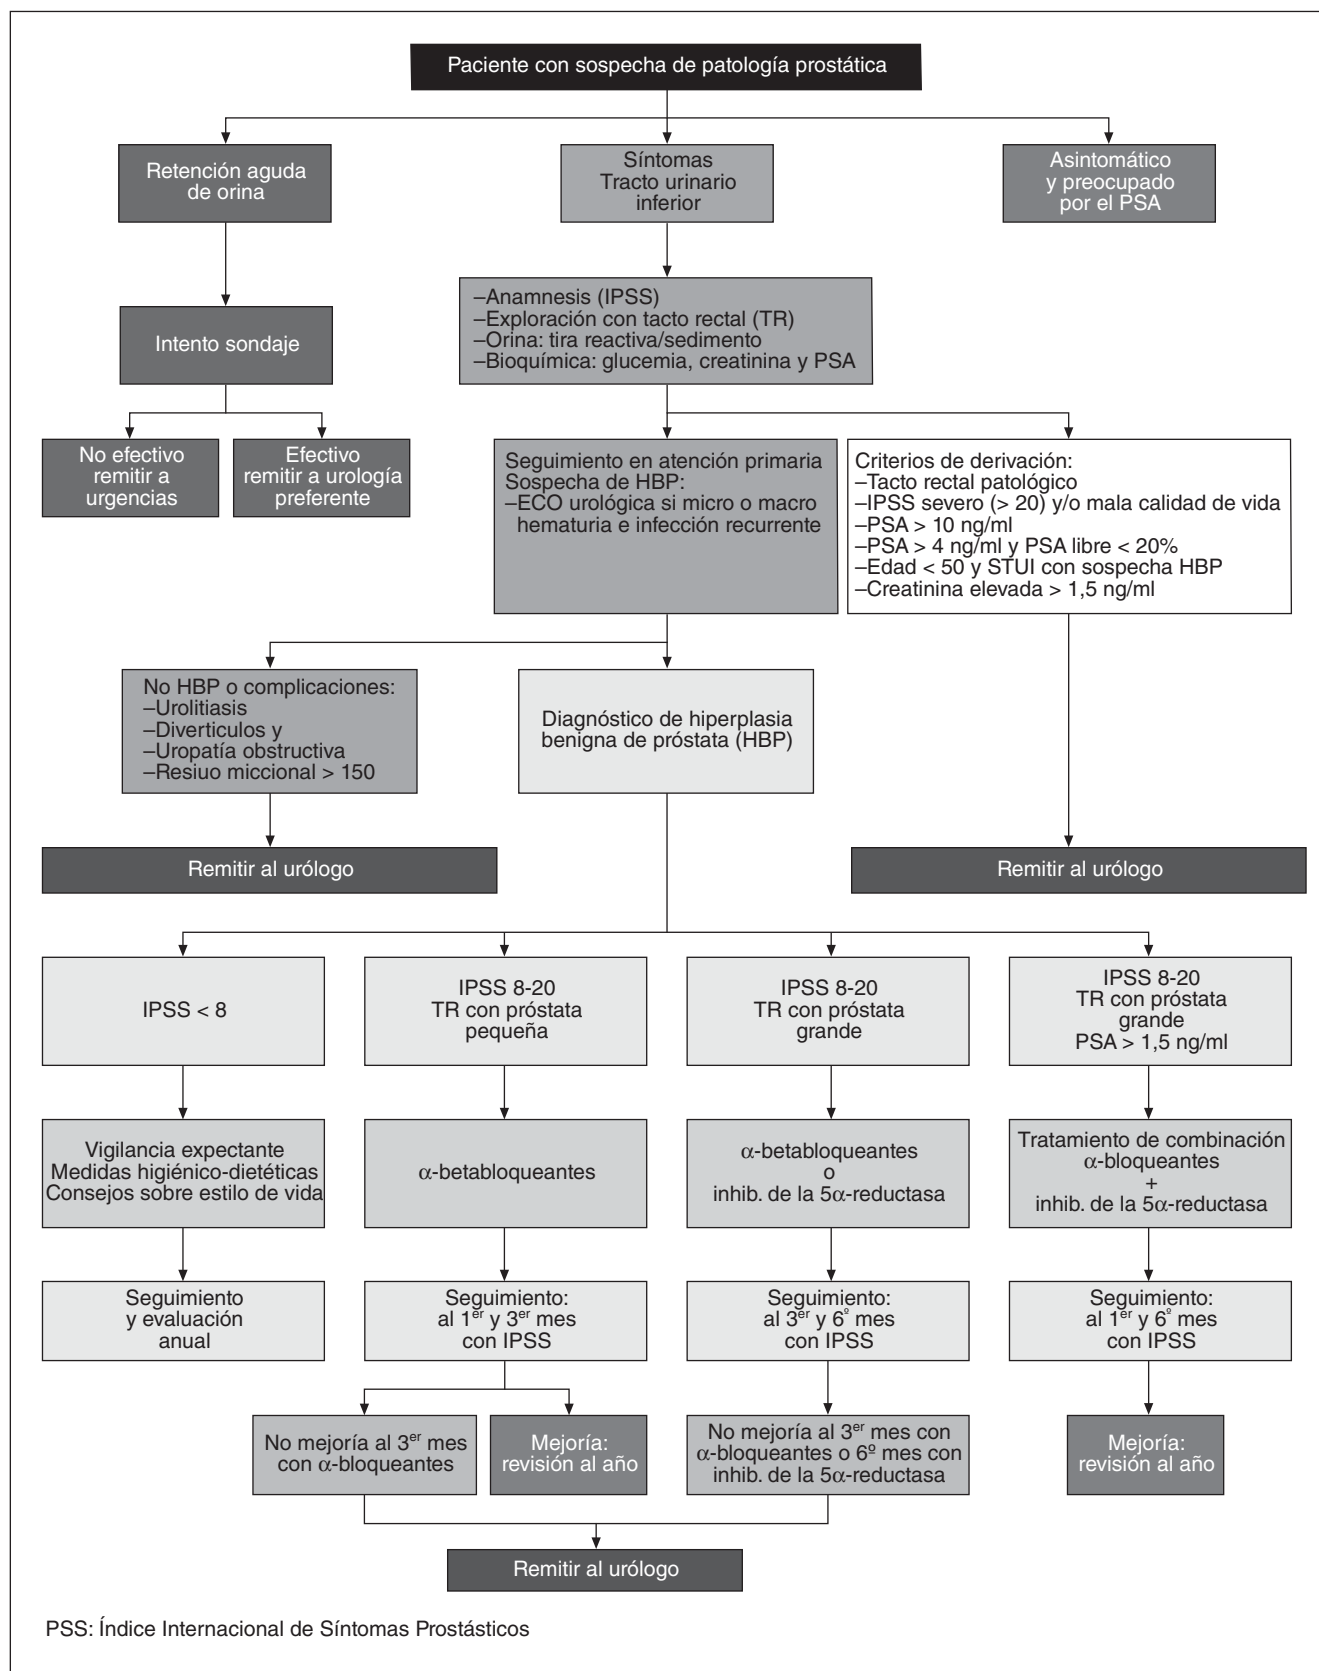 Paciente con sospecha de patología prostática
Retención aguda
de orina
Síntomas
Tracto urinario
inferior
Asintomático
y preocupado
por el PSA
Intento sondaje
–Anamnesis (IPSS)
–Exploración con tacto rectal (TR)
–Orina: tira reactiva/sedimento
–Bioquímica: glucemia, creatinina y PSA
No efectivo
remitir a
urgencias
Efectivo
remitir a urología
preferente
Seguimiento en atención primaria
Sospecha de HBP:
–ECO urológica si micro o macro
hematuria e infección recurrente
Criterios de derivación:
–Tacto rectal patológico
–IPSS severo (> 20) y/o mala calidad de vida
–PSA > 10 ng/ml
–PSA > 4 ng/ml y PSA libre < 20%
–Edad < 50 y STUI con sospecha HBP
–Creatinina elevada > 1,5 ng/ml
No HBP o complicaciones:
–Urolitiasis
–Diverticulos y
–Uropatía obstructiva
–Resiuo miccional > 150
Diagnóstico de hiperplasia
benigna de próstata (HBP)
Remitir al urólogo
Remitir al urólogo
IPSS < 8
IPSS 8-20
TR con próstata
pequeña
IPSS 8-20
TR con próstata
grande
IPSS 8-20
TR con próstata
grande
PSA > 1,5 ng/ml
Vigilancia expectante
Medidas higiénico-dietéticas
Consejos sobre estilo de vida
α-betabloqueantes
α-betabloqueantes
o
inhib. de la 5α-reductasa
Tratamiento de combinación
α-bloqueantes
+
inhib. de la 5α-reductasa
Seguimiento
y evaluación
anual
Seguimiento:
al 1er y 3er mes
con IPSS
Seguimiento:
al 3er y 6º mes
con IPSS
Seguimiento:
al 1er y 6º mes
con IPSS
No mejoría al 3er mes
con α-bloqueantes
Mejoría:
revisión al año
No mejoría al 3er mes con
α-bloqueantes o 6º mes con
inhib. de la 5α-reductasa
Mejoría:
revisión al año
Remitir al urólogo
PSS: Índice Internacional de Síntomas Prostásticos